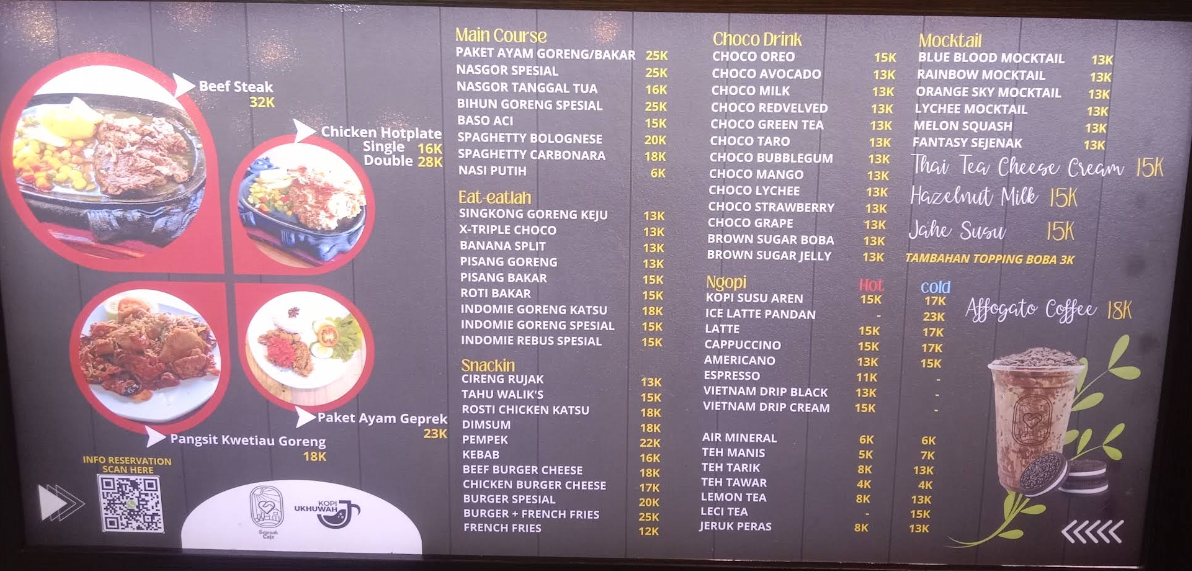 Beef Steak
32K
Chicken Hotplate
Single 16K
Double 28K
Paket Ayam Geprek
23K
Pangsit Kwetiau Goreng
18K
INFO RESERVATION
SCAN HERE
Sejenak
Cafe
KOPI
UKHUWAH
Main Course
PAKET AYAM GORENG/BAKAR 25K
NASGOR SPESIAL 25K
NASGOR TANGGAL TUA 16K
BIHUN GORENG SPESIAL 25K
BASO ACI 15K
SPAGHETTY BOLOGNESE 20K
SPAGHETTY CARBONARA 18K
NASI PUTIH 6K
Eat-eatlah
SINGKONG GORENG KEJU 13K
X-TRIPLE CHOCO 13K
BANANA SPLIT 13K
PISANG GORENG 13K
PISANG BAKAR 15K
ROTI BAKAR 15K
INDOMIE GORENG KATSU 18K
INDOMIE GORENG SPESIAL 15K
INDOMIE REBUS SPESIAL 15K
Snackin
CIRENG RUJAK 13K
TAHU WALIK'S 15K
ROSTI CHICKEN KATSU 18K
DIMSUM 18K
PEMPEK 22K
KEBAB 16K
BEEF BURGER CHEESE 18K
CHICKEN BURGER CHEESE 17K
BURGER SPESIAL 20K
BURGER + FRENCH FRIES 25K
FRENCH FRIES 12K
Choco Drink
CHOCO OREO 15K
CHOCO AVOCADO 13K
CHOCO MILK 13K
CHOCO REDVELVED 13K
CHOCO GREEN TEA 13K
CHOCO TARO 13K
CHOCO BUBBLEGUM 13K
CHOCO MANGO 13K
CHOCO LYCHEE 13K
CHOCO STRAWBERRY 13K
CHOCO GRAPE 13K
BROWN SUGAR BOBA 13K
BROWN SUGAR JELLY 13K
Ngopi Hot cold
KOPI SUSU AREN 15K 17K
ICE LATTE PANDAN - 23K
LATTE 15K 17K
CAPPUCCINO 15K 17K
AMERICANO 13K 15K
ESPRESSO 11K -
VIETNAM DRIP BLACK 13K -
VIETNAM DRIP CREAM 15K -
AIR MINERAL 6K 6K
TEH MANIS 5K 7K
TEH TARIK 8K 13K
TEH TAWAR 4K 4K
LEMON TEA 8K 13K
LECI TEA - 15K
JERUK PERAS 8K 13K
Mocktail
BLUE BLOOD MOCKTAIL 13K
RAINBOW MOCKTAIL 13K
ORANGE SKY MOCKTAIL 13K
LYCHEE MOCKTAIL 13K
MELON SQUASH 13K
FANTASY SEJENAK 13K
Thai Tea Cheese Cream 15K
Hazelnut Milk 15K
Jahe Susu 15K
TAMBAHAN TOPPING BOBA 3K
Affogato Coffee 18K